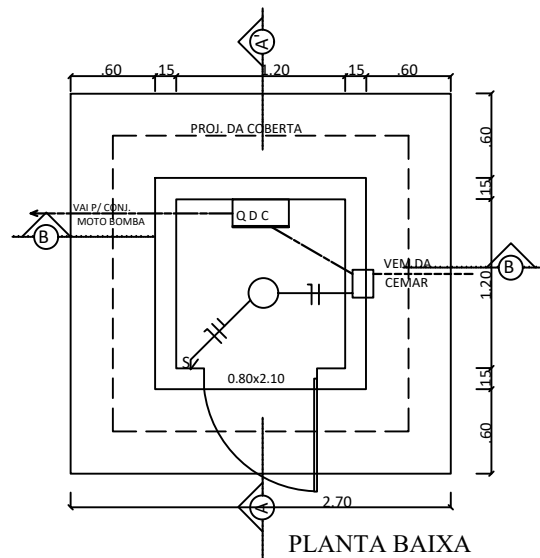 A'
.60 .15 1.20 .15 .60
PROJ. DA COBERTA
.60
.15
VAI P/ CONJ.
MOTO BOMBA
Q D C
B
VEM DA
CEMAR
B
1.20
S
0.80x2.10
.15
.60
A
2.70
PLANTA BAIXA